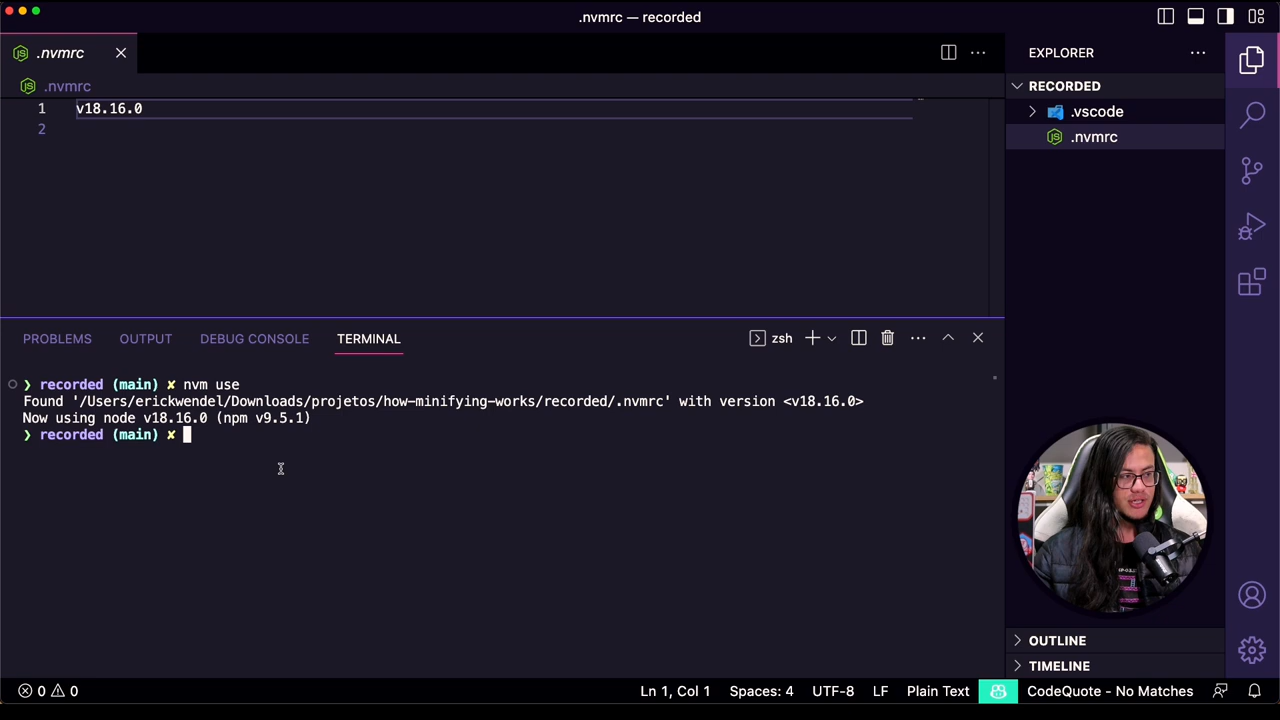 .nvmrc — recorded
.nvmrc
EXPLORER
.nvmrc
RECORDED
1 v18.16.0
2
.vscode
.nvmrc
PROBLEMS OUTPUT DEBUG CONSOLE TERMINAL
zsh
❯ recorded (main) ✘ nvm use
Found '/Users/erickwendel/Downloads/projetos/how-minifying-works/recorded/.nvmrc' with version <v18.16.0>
Now using node v18.16.0 (npm v9.5.1)
❯ recorded (main) ✘
OUTLINE
TIMELINE
0 0 Ln 1, Col 1 Spaces: 4 UTF-8 LF Plain Text CodeQuote - No Matches